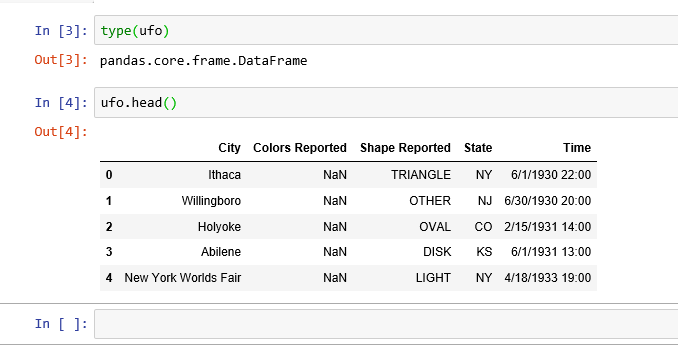 In [3]: type(ufo)
Out[3]: pandas.core.frame.DataFrame
In [4]: ufo.head()
Out[4]:
City Colors Reported Shape Reported State Time
0 Ithaca NaN TRIANGLE NY 6/1/1930 22:00
1 Willingboro NaN OTHER NJ 6/30/1930 20:00
2 Holyoke NaN OVAL CO 2/15/1931 14:00
3 Abilene NaN DISK KS 6/1/1931 13:00
4 New York Worlds Fair NaN LIGHT NY 4/18/1933 19:00
In [ ]: